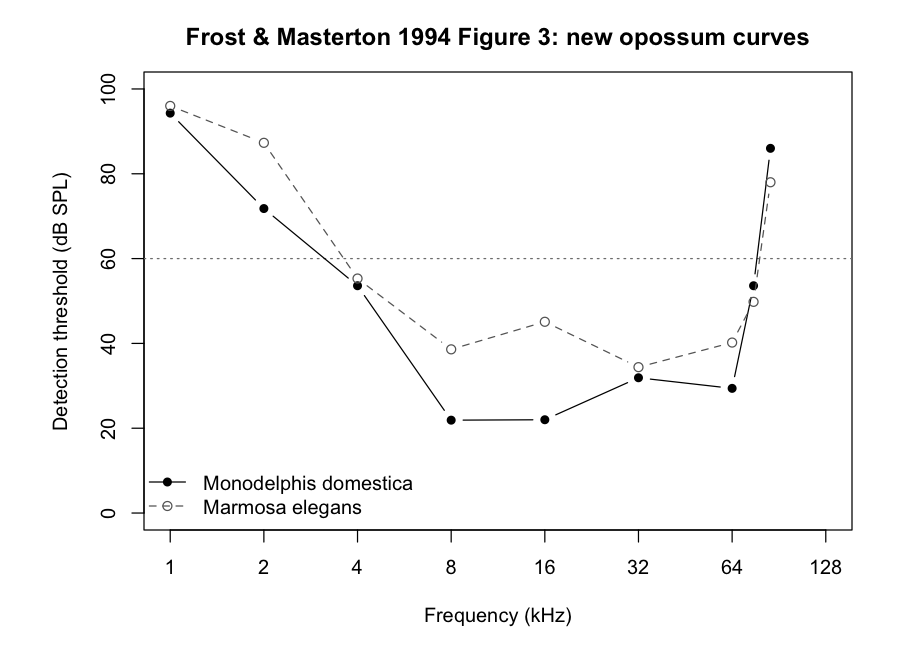 Frost & Masterton 1994 Figure 3: new opossum curves
Detection threshold (dB SPL)
100
80
60
40
20
0
Monodelphis domestica
Marmosa elegans
1 2 4 8 16 32 64 128
Frequency (kHz)